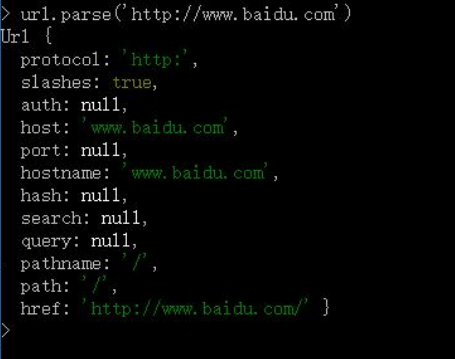 > url.parse('http://www.baidu.com')
Url {
  protocol: 'http:',
  slashes: true,
  auth: null,
  host: 'www.baidu.com',
  port: null,
  hostname: 'www.baidu.com',
  hash: null,
  search: null,
  query: null,
  pathname: '/',
  path: '/',
  href: 'http://www.baidu.com/' }
>